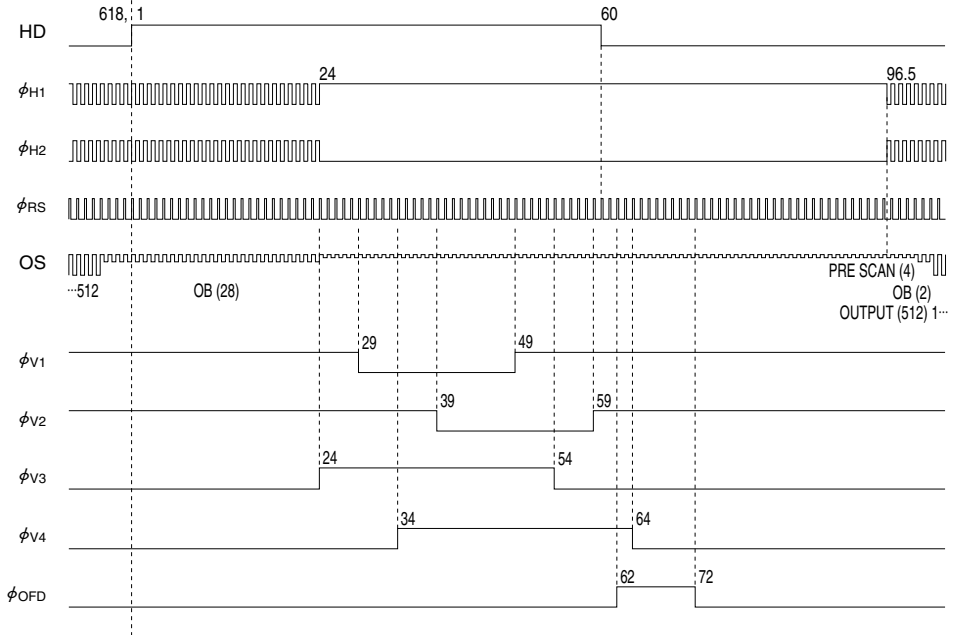 618, 1
60
HD
24
96.5
φH1
φH2
φRS
OS
PRE SCAN (4)
···512
OB (28)
OB (2)
OUTPUT (512) 1···
29
49
φV1
39
59
φV2
24
54
φV3
34
64
φV4
62
72
φOFD